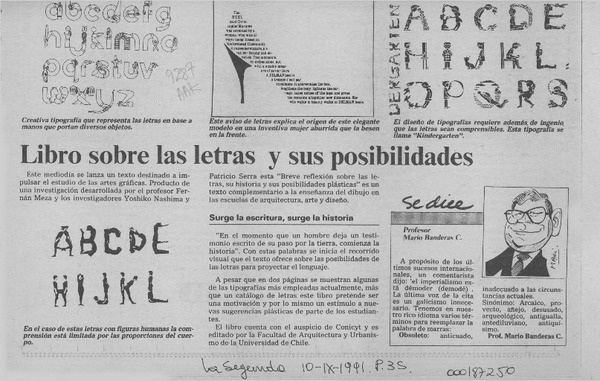 abcdefg
hijklmno
pqrstuv
wxyz
9287
Creativa tipografía que representa las letras en base a
manos que portan diversos objetos.
Este aviso de letras explica el origen de este elegante
modelo en una inventiva mujer aburrida que la besen
en la frente.
DERGARTEN
ABCDE
HIJKL
OPQRS
El diseño de tipografías requiere además de ingenio,
que las letras sean comprensibles. Esta tipografía se
llama "Kindergarten".
Libro sobre las letras y sus posibilidades
Este mediodía se lanza un texto destinado a im-
pulsar el estudio de las artes gráficas. Producto de
una investigación desarrollada por el profesor Fer-
nán Meza y los investigadores Yoshiko Nashima y
ABCDE
HIJKL
En el caso de estas letras con figuras humanas la com-
prensión está limitada por las proporciones del cuer-
po.
Patricio Serra esta "Breve reflexión sobre las
letras, su historia y sus posibilidades plásticas" es un
texto complementario a la enseñanza del dibujo en
las escuelas de arquitectura, arte y diseño.
Surge la escritura, surge la historia
"En el momento que un hombre deja un testi-
monio escrito de su paso por la tierra, comienza la
historia". Con estas palabras se inicia el recorrido
visual que el texto ofrece sobre las posibilidades de
las letras para proyectar el lenguaje.
A pesar que en dos páginas se muestran algunas
de las tipografías más empleadas actualmente, más
que un catálogo de letras este libro pretende ser
una motivación y por lo mismo un estímulo a nue-
vas sugerencias plásticas de parte de los estudian-
tes.
El libro cuenta con el auspicio de Conicyt y es
editado por la Facultad de Arquitectura y Urbanis-
mo de la Universidad de Chile.
Se dice
Profesor
Mario Banderas C.
A propósito de los úl-
timos sucesos interna-
cionales, un comentarista
dijo: 'el imperialismo es-
tá démoder (demodé) .
La última voz de la cita
es un galicismo innece-
sario. Tenemos en nues-
tro rico idioma varios tér-
minos para reemplazar la
palabra de marras:
Obsoleto: anticuado,
inadecuado a las circuns-
tancias actuales.
Sinónimo: Arcaico, pro-
vecto, añejo, desusado,
arqueológico, antigualla,
antediluviano, antiquí-
simo.
Prof. Mario Banderas C.
La Segunda 10-IX-1991 P. 35.
000187250